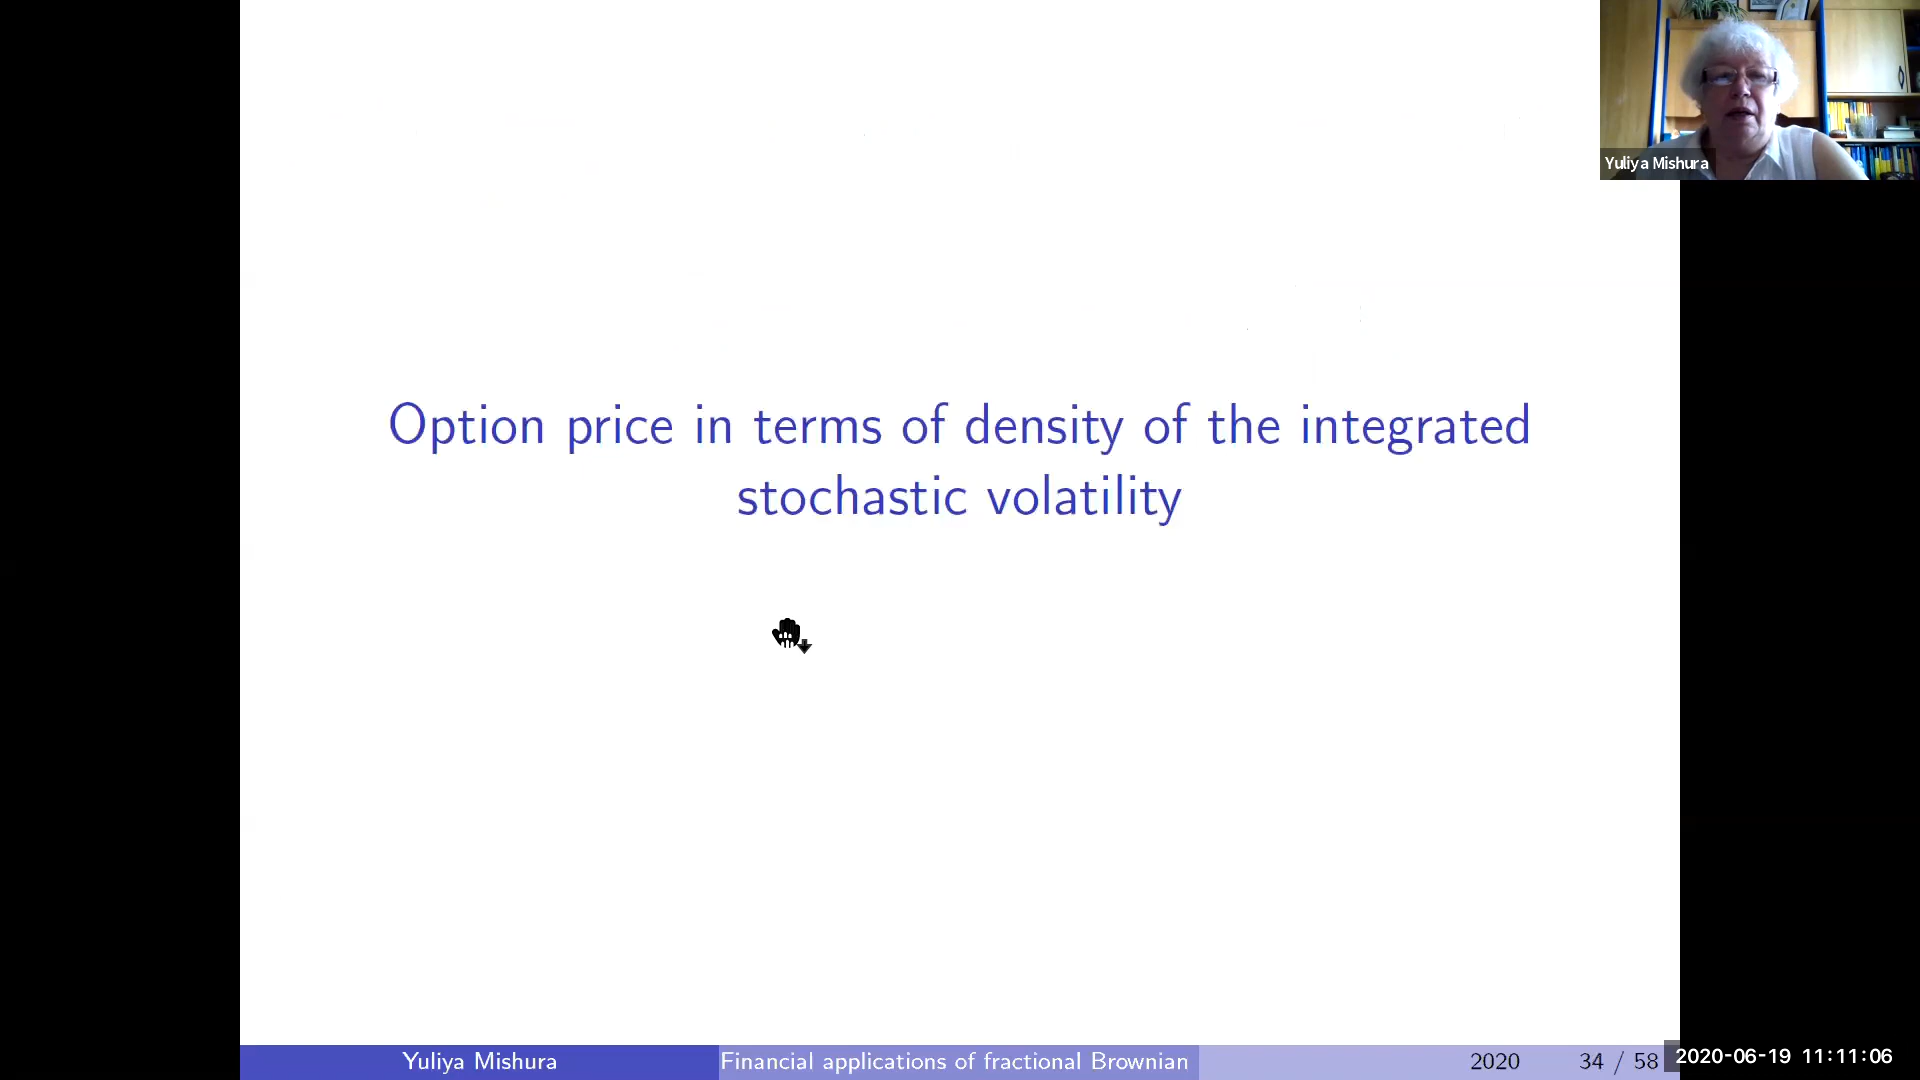 Yuliya Mishura
Option price in terms of density of the integrated
stochastic volatility
Yuliya Mishura
Financial applications of fractional Brownian
2020
34 / 58
2020-06-19 11:11:06